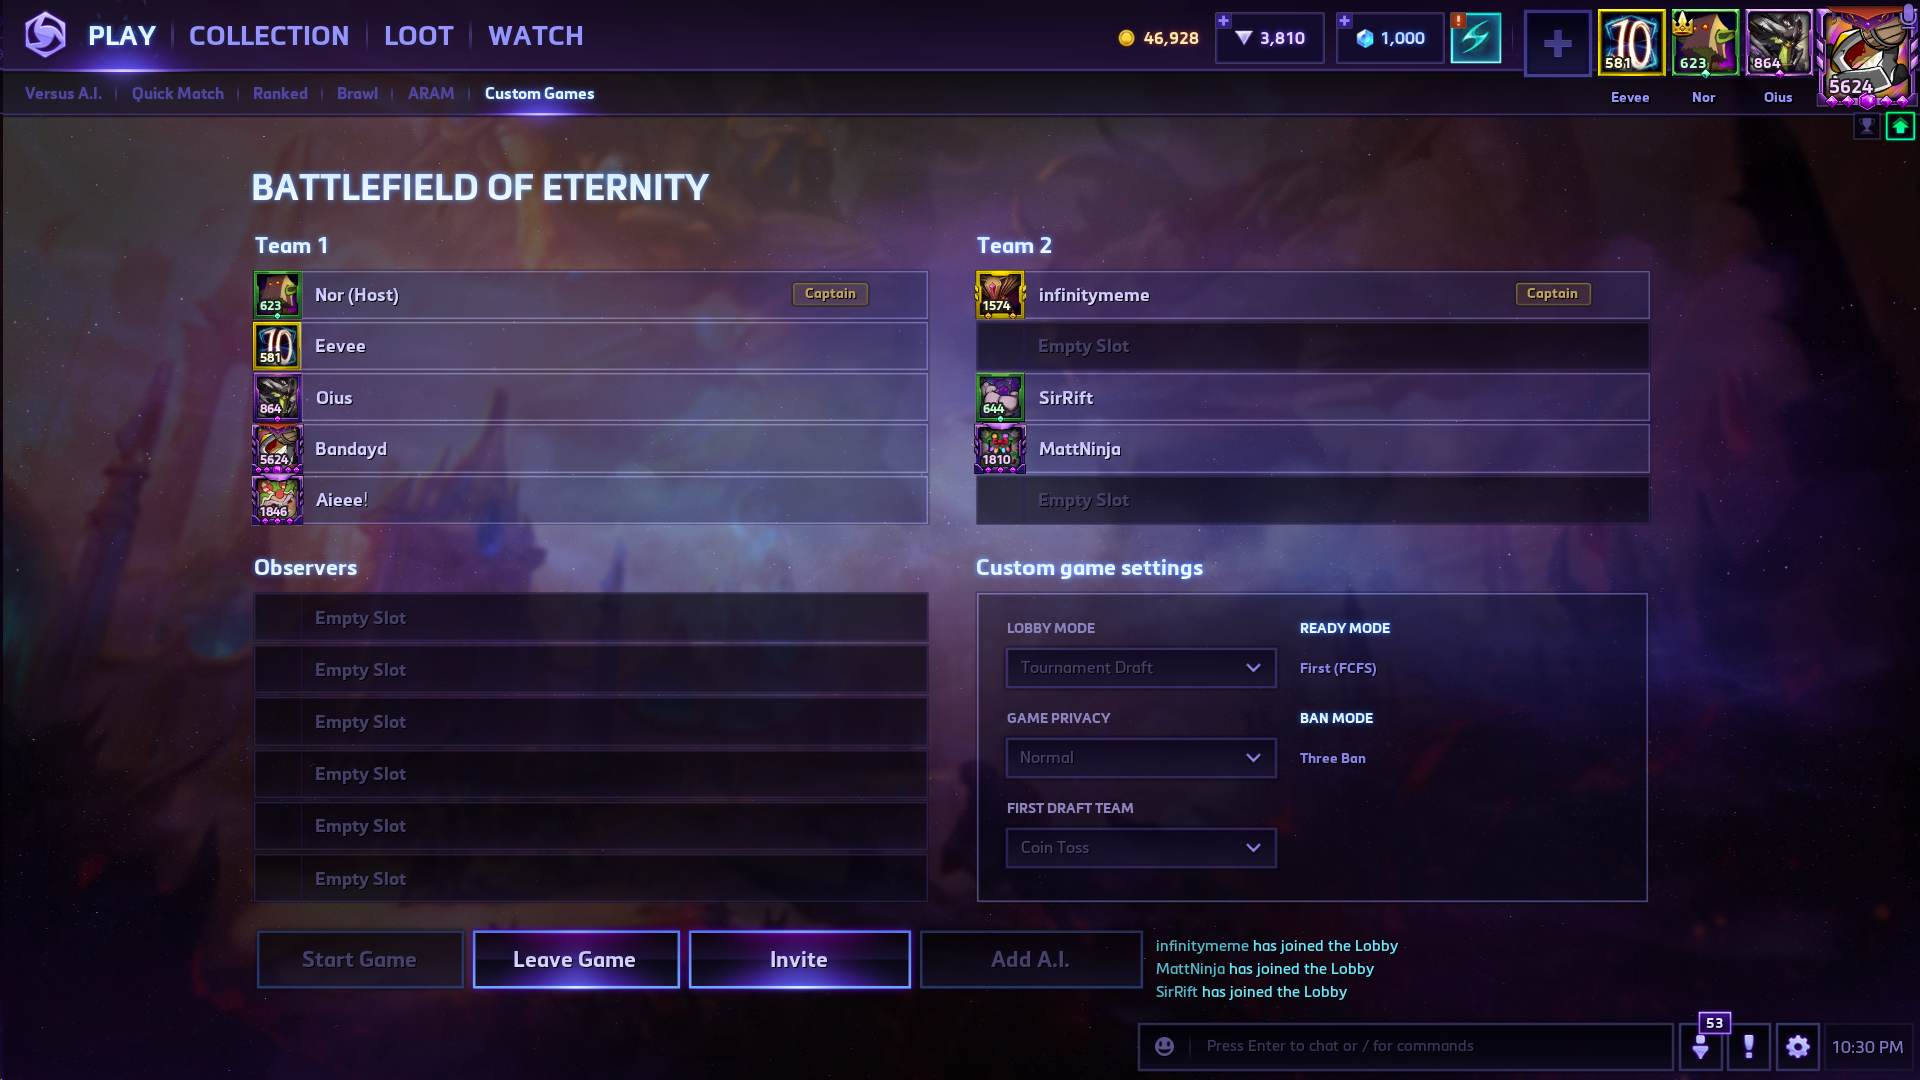 PLAY COLLECTION LOOT WATCH
46,928 3,810 1,000
581 623 864 5624
Eevee Nor Oius
Versus A.I. Quick Match Ranked Brawl ARAM Custom Games
BATTLEFIELD OF ETERNITY
Team 1
623 Nor (Host) Captain
581 Eevee
864 Oius
5624 Bandayd
1846 Aieee!
Team 2
1574 infinitymeme Captain
Empty Slot
644 SirRift
1810 MattNinja
Empty Slot
Observers
Empty Slot
Empty Slot
Empty Slot
Empty Slot
Empty Slot
Empty Slot
Custom game settings
LOBBY MODE
Tournament Draft
READY MODE
First (FCFS)
GAME PRIVACY
Normal
BAN MODE
Three Ban
FIRST DRAFT TEAM
Coin Toss
Start Game Leave Game Invite Add A.I.
infinitymeme has joined the Lobby
MattNinja has joined the Lobby
SirRift has joined the Lobby
Press Enter to chat or / for commands
53
10:30 PM